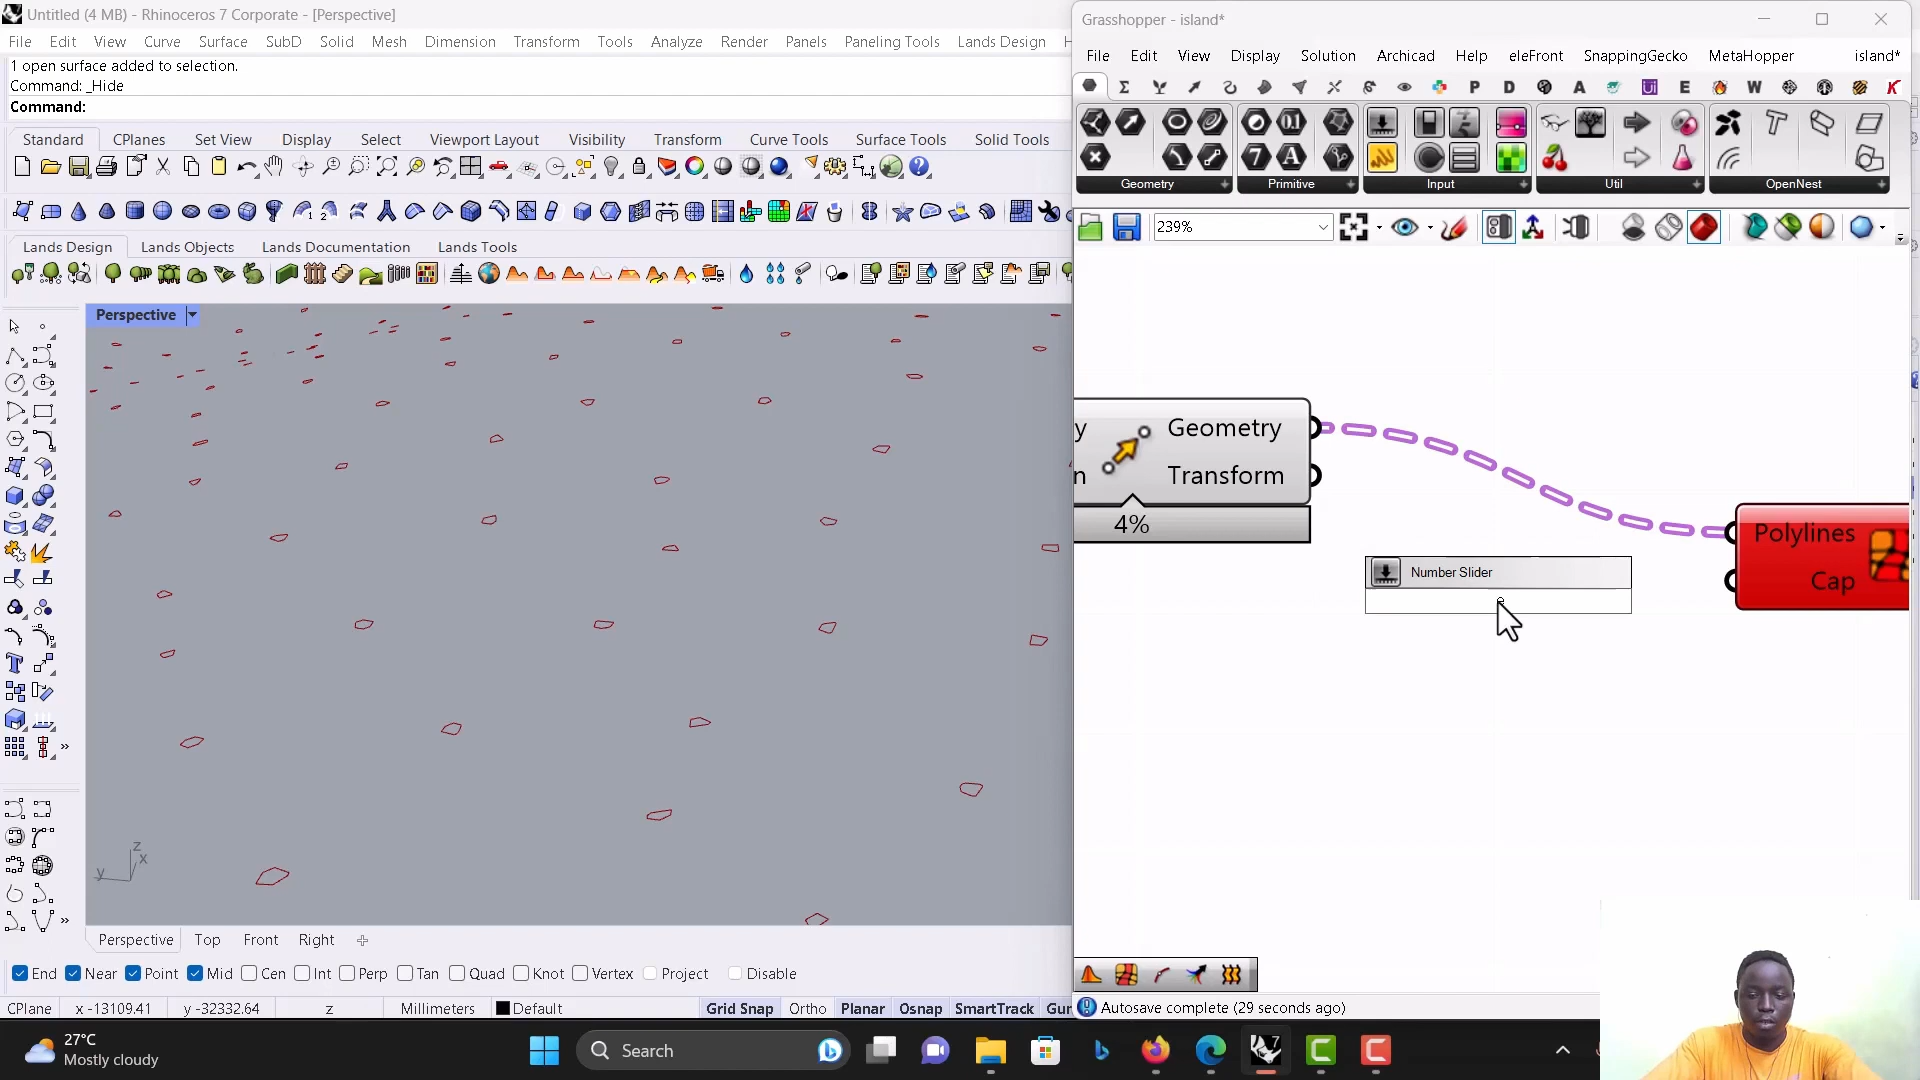 Untitled (4 MB) - Rhinoceros 7 Corporate - [Perspective]
File Edit View Curve Surface SubD Solid Mesh Dimension Transform Tools Analyze Render Panels Paneling Tools Lands Design
1 open surface added to selection.
Command: _Hide
Command:
Standard CPlanes Set View Display Select Viewport Layout Visibility Transform Curve Tools Surface Tools Solid Tools
Lands Design Lands Objects Lands Documentation Lands Tools
Perspective
z
x
y
Perspective Top Front Right
End Near Point Mid Cen Int Perp Tan Quad Knot Vertex Project Disable
CPlane x -13109.41 y -32332.64 z Millimeters Default Grid Snap Ortho Planar Osnap SmartTrack Gum
Grasshopper - island*
File Edit View Display Solution Archicad Help eleFront SnappingGecko MetaHopper island*
Geometry Primitive Input Util OpenNest
239%
y Geometry
n Transform
4%
Number Slider
Polylines
Cap
Autosave complete (29 seconds ago)
27°C
Mostly cloudy
Search